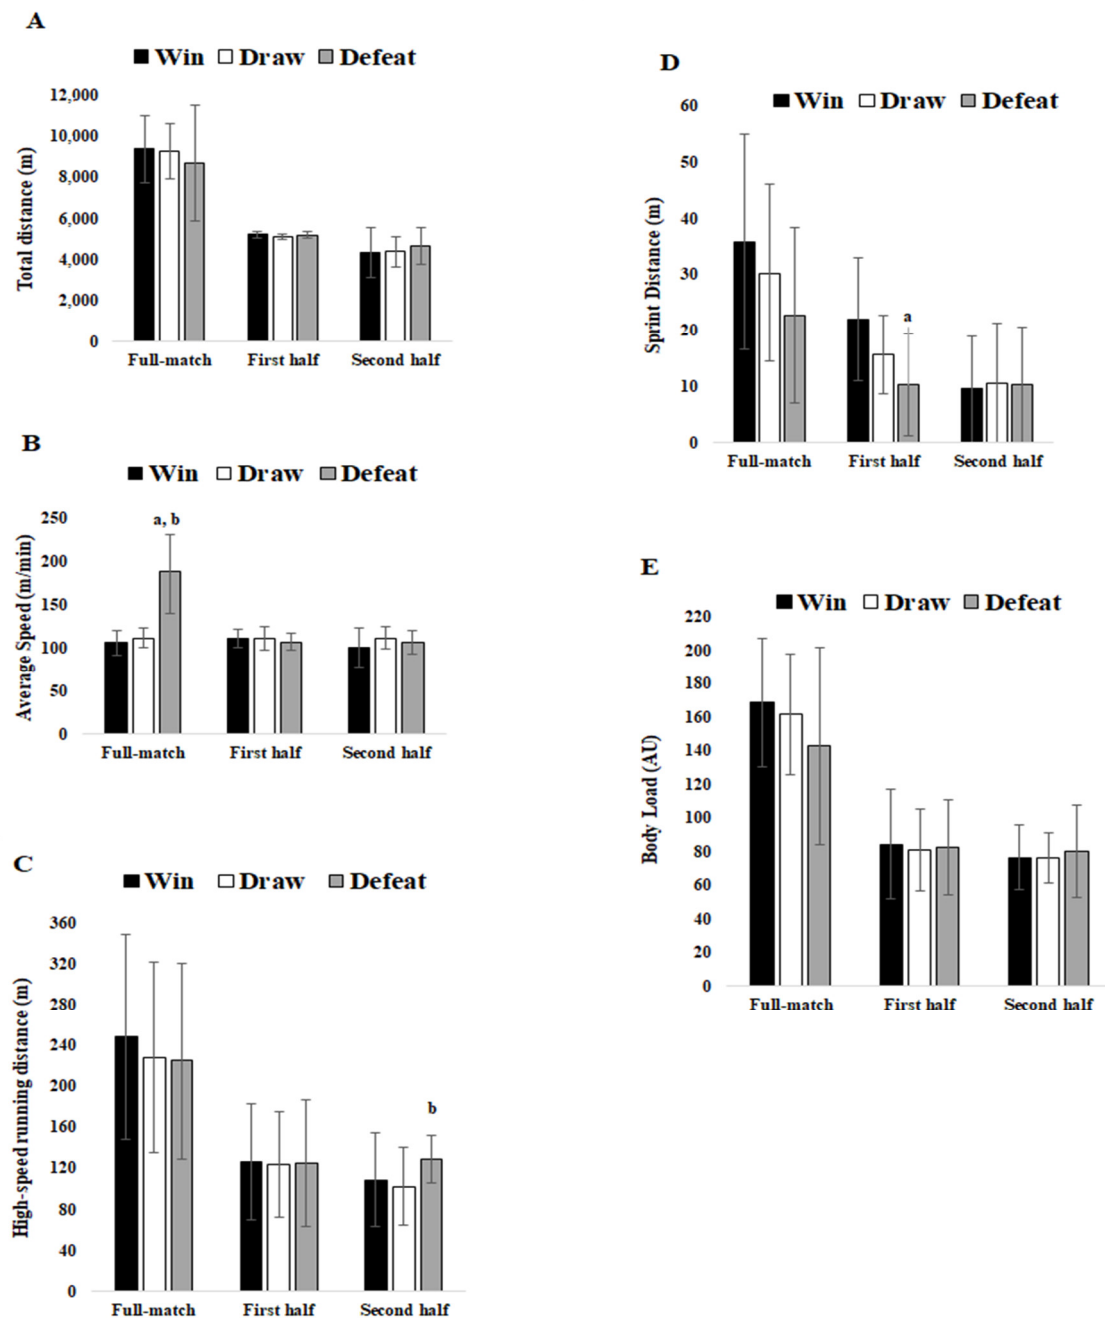 A
Win Draw Defeat
Total distance (m)
12,000
10,000
8,000
6,000
4,000
2,000
0
Full-match First half Second half
B
Win Draw Defeat
Average Speed (m/min)
250
200
150
100
50
0
a, b
Full-match First half Second half
C
Win Draw Defeat
High-speed running distance (m)
360
320
280
240
200
160
120
80
40
0
b
Full-match First half Second half
D
Win Draw Defeat
Sprint Distance (m)
60
50
40
30
20
10
0
a
Full-match First half Second half
E
Win Draw Defeat
Body Load (AU)
220
200
180
160
140
120
100
80
60
40
20
0
Full-match First half Second half